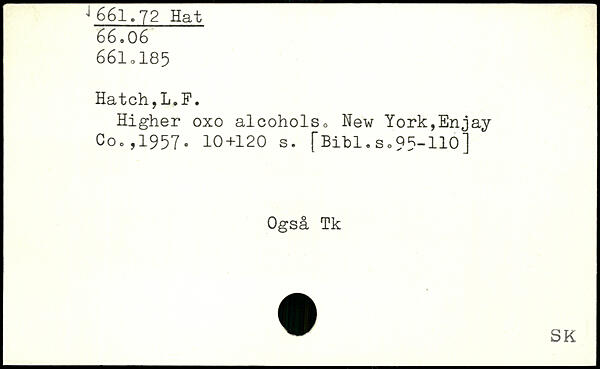 661.72 Hat
66.06
661.185
Hatch,L.F.
Higher oxo alcohols. New York,Enjay
Co.,1957. 10+120 s. [Bibl.s.95-110]
Også Tk
SK